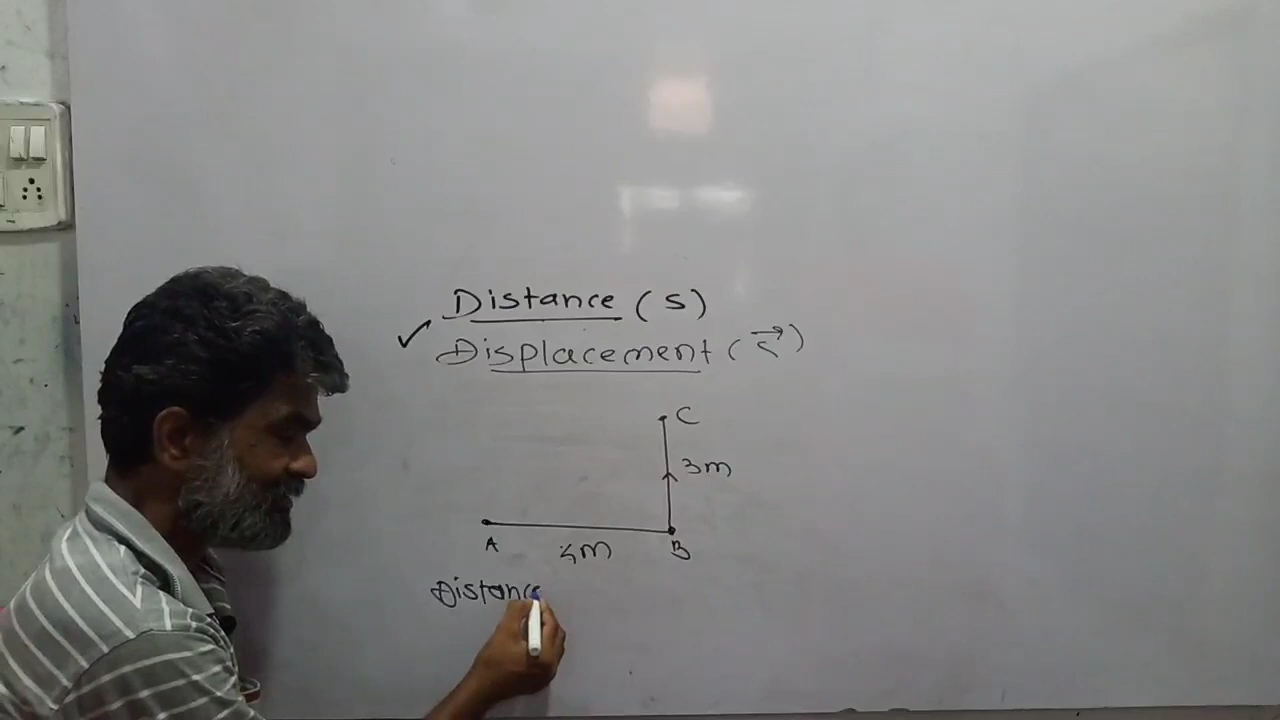 Distance (s)
✓ Displacement (s⃗)
C
3m
A
4m
B
Distance